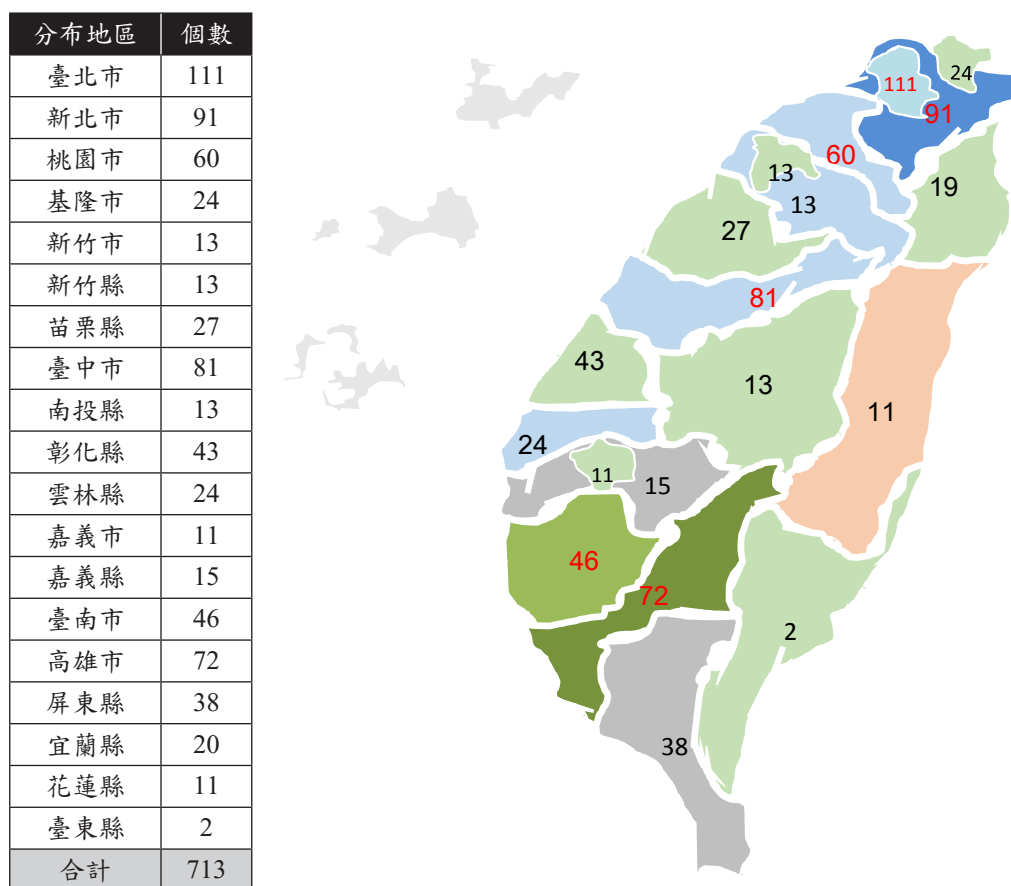 分布地區 個數
臺北市 111
新北市 91
桃園市 60
基隆市 24
新竹市 13
新竹縣 13
苗栗縣 27
臺中市 81
南投縣 13
彰化縣 43
雲林縣 24
嘉義市 11
嘉義縣 15
臺南市 46
高雄市 72
屏東縣 38
宜蘭縣 20
花蓮縣 11
臺東縣 2
合計 713
24
111
91
60
13
19
13
27
81
43
13
11
24
11
15
46
72
2
38